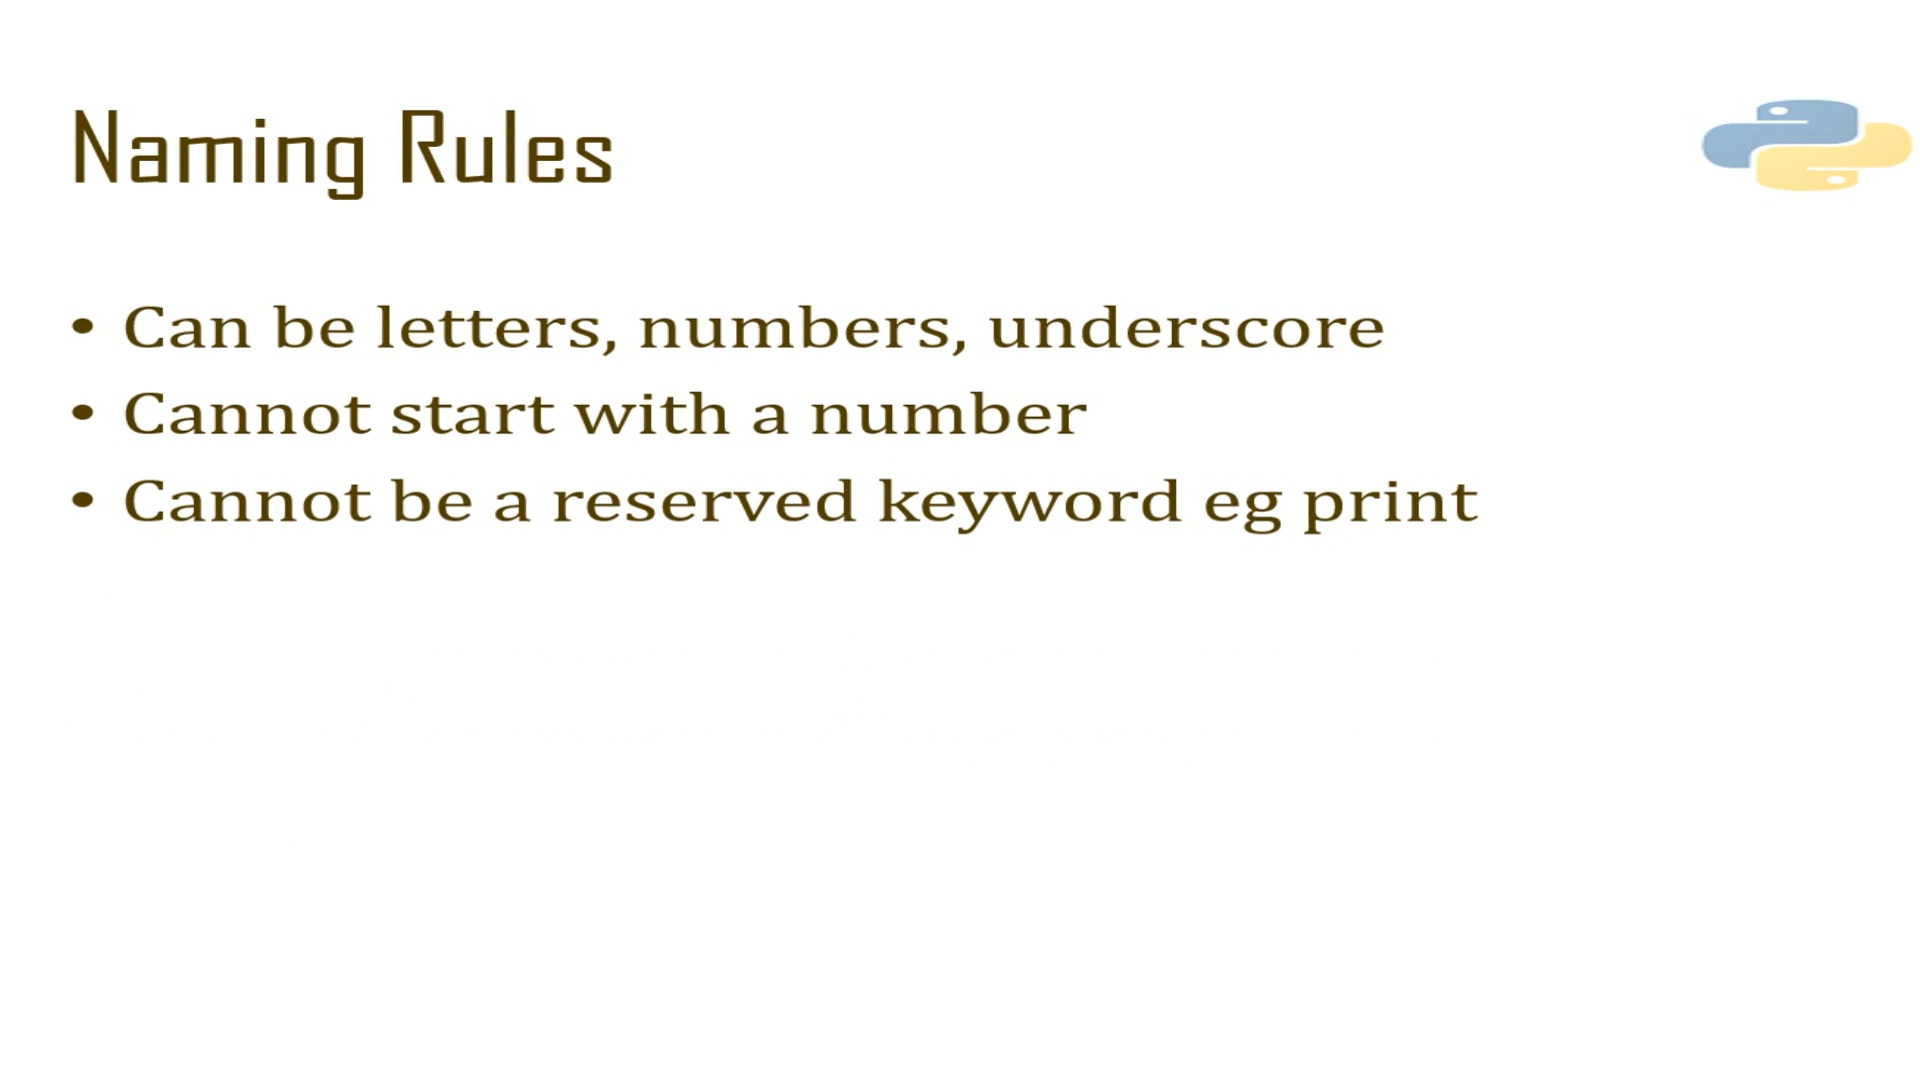 Naming Rules
• Can be letters, numbers, underscore
• Cannot start with a number
• Cannot be a reserved keyword eg print